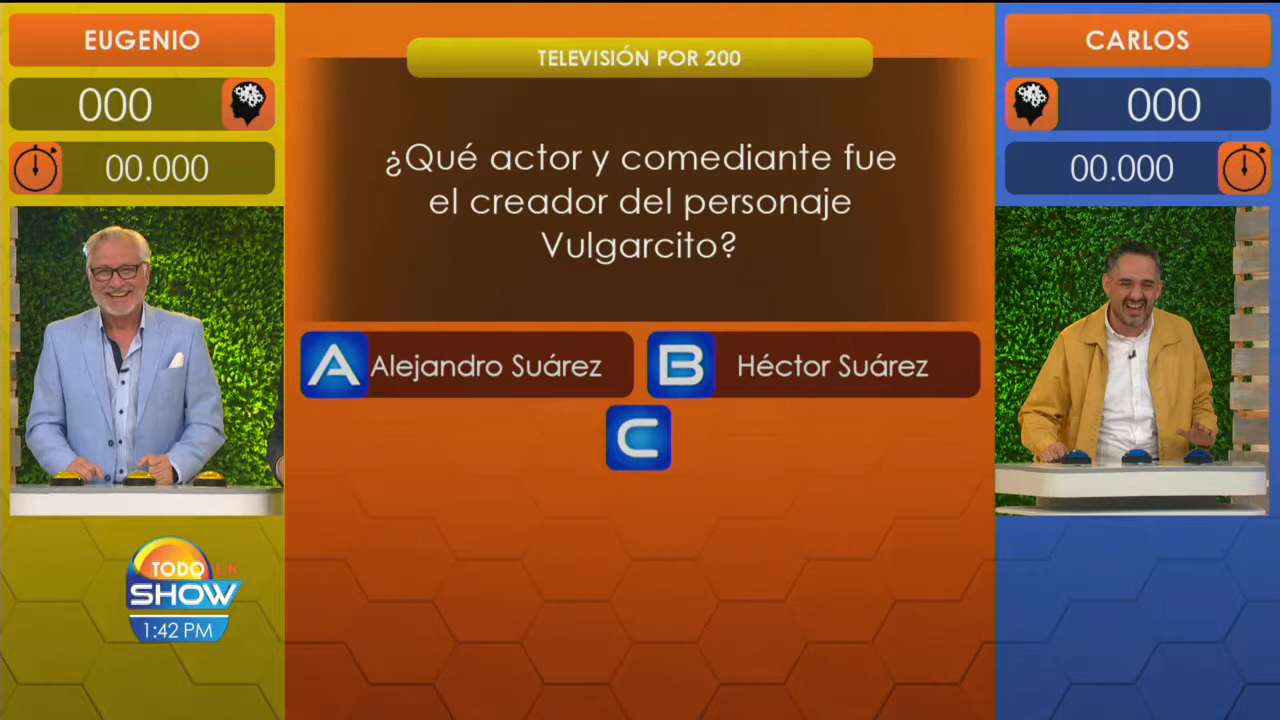 EUGENIO
000
00.000
TELEVISIÓN POR 200
¿Qué actor y comediante fue
el creador del personaje
Vulgarcito?
A Alejandro Suárez
B Héctor Suárez
C
CARLOS
000
00.000
TODO UN
SHOW
1:42 PM